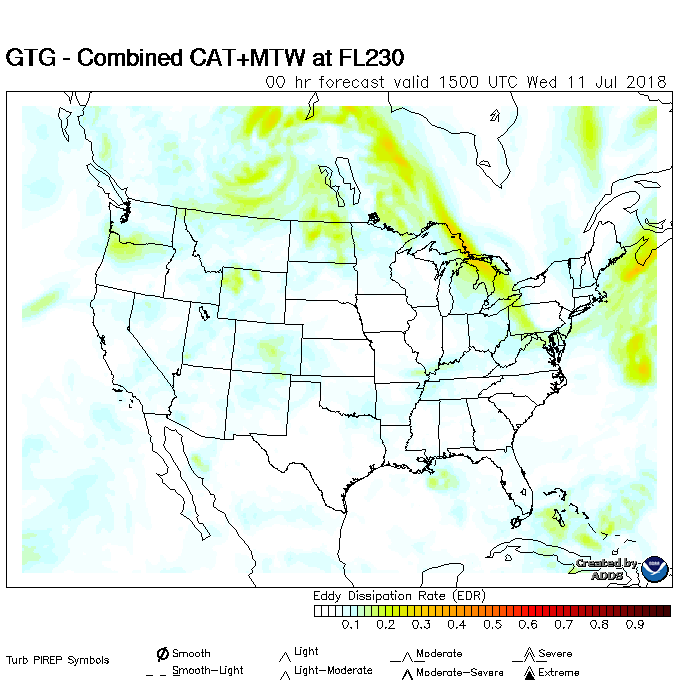 GTG - Combined CAT+MTW at FL230
00 hr forecast valid 1500 UTC Wed 11 Jul 2018
Created by
ADDS
Eddy Dissipation Rate (EDR)
0.1 0.2 0.3 0.4 0.5 0.6 0.7 0.8 0.9
Turb PIREP Symbols
Smooth Light Moderate Severe
Smooth-Light Light-Moderate Moderate-Severe Extreme